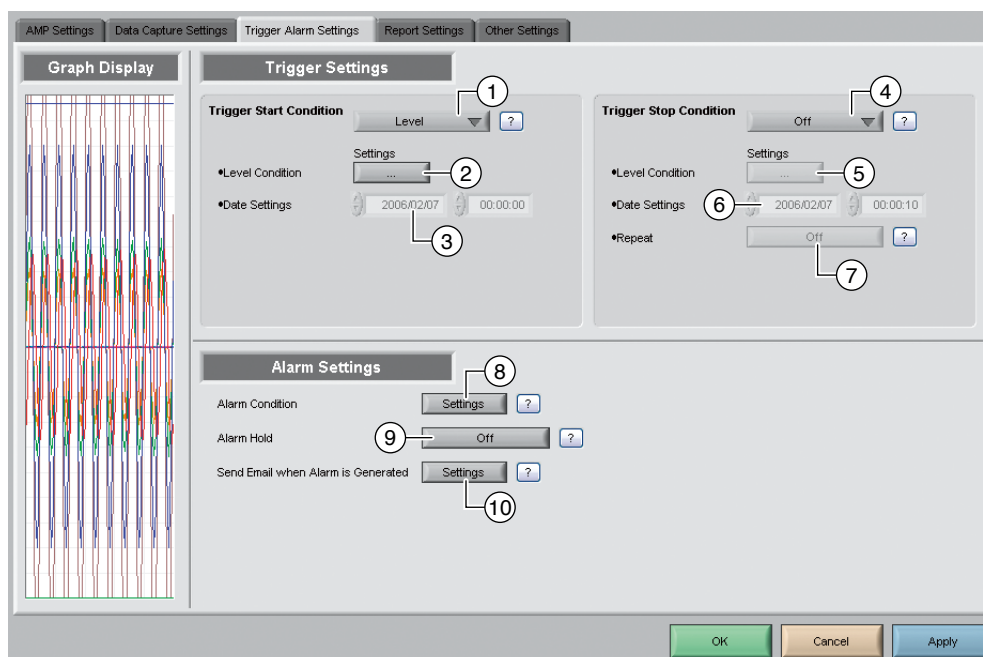 AMP Settings Data Capture Settings Trigger Alarm Settings Report Settings Other Settings
Graph Display
Trigger Settings
1
Trigger Start Condition Level ?
Settings
•Level Condition ... 2
•Date Settings 2006/02/07 00:00:00
3
4
Trigger Stop Condition Off ?
Settings
•Level Condition ... 5
•Date Settings 6 2006/02/07 00:00:10
•Repeat Off ?
7
Alarm Settings
8
Alarm Condition Settings ?
Alarm Hold 9 Off ?
Send Email when Alarm is Generated Settings ?
10
OK Cancel Apply